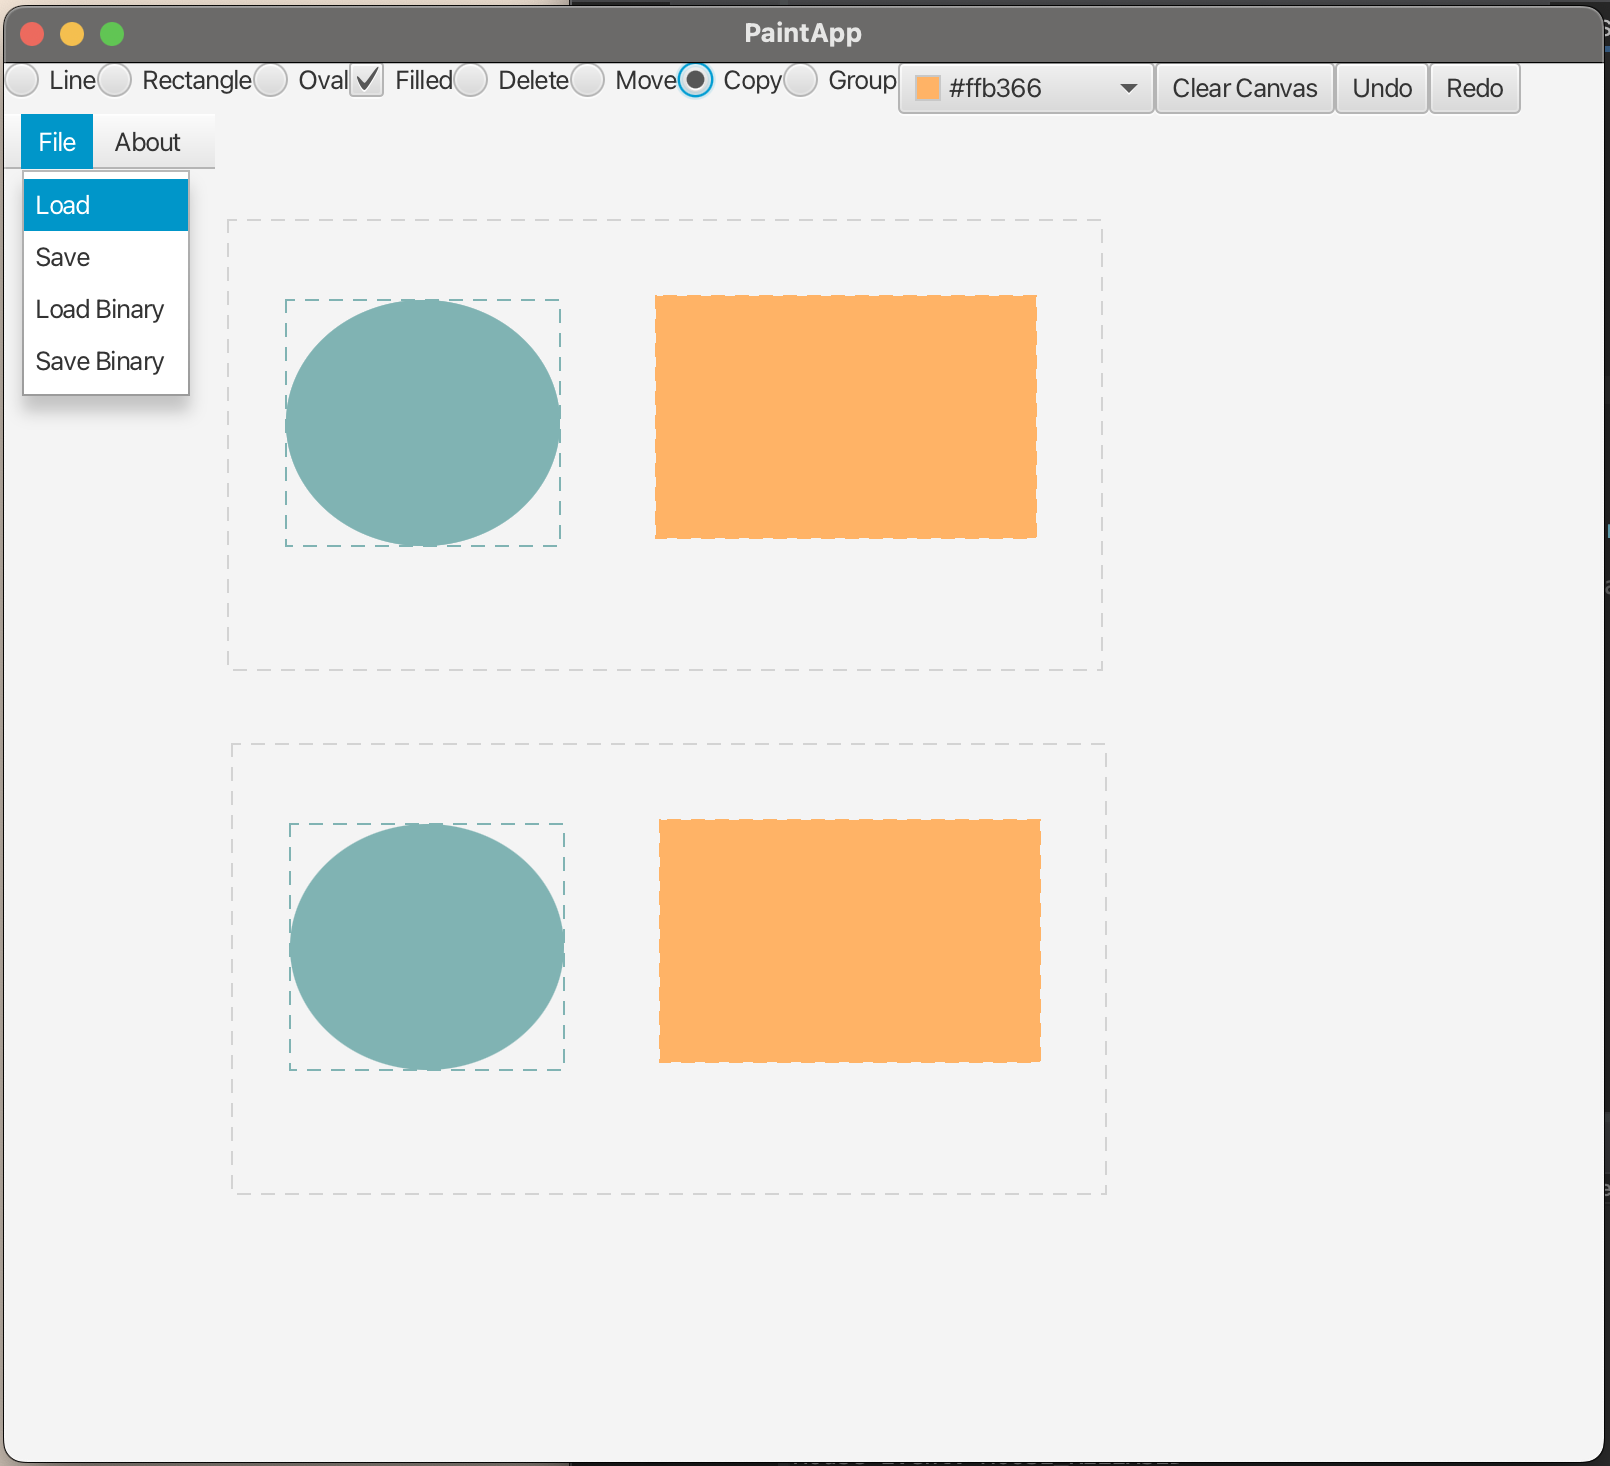 PaintApp
Line Rectangle Oval Filled Delete Move Copy Group #ffb366 Clear Canvas Undo Redo
File About
Load
Save
Load Binary
Save Binary